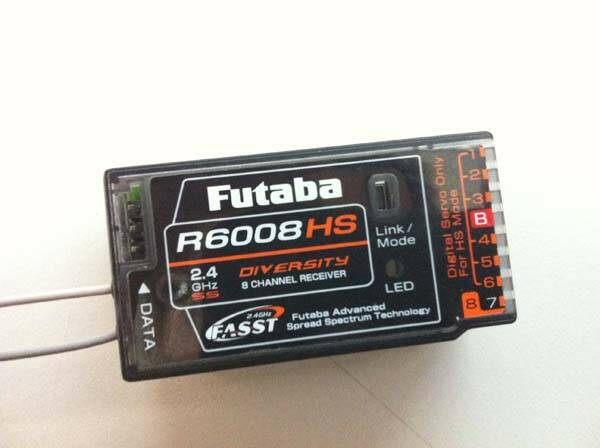 Futaba
R6008HS
2.4
GHz
SS
DIVERSITY
8 CHANNEL RECEIVER
2.4GHz
FASST
Futaba Advanced
Spread Spectrum Technology
Link/
Mode
LED
◀ DATA
Digital Servo Only
For HS Mode
1
2
3
B
4
5
6
8 7